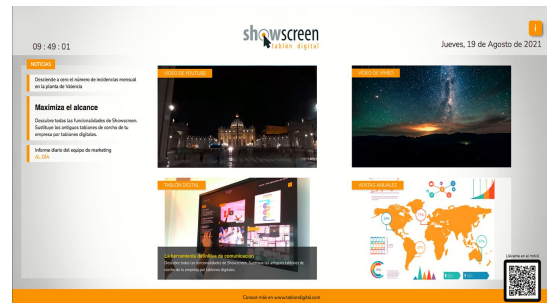 09 : 49 : 01
showscreen
tablón digital
i
Jueves, 19 de Agosto de 2021
NOTICIAS
Desciende a cero el número de incidencias mensual
en la planta de Valencia
Maximiza el alcance
Descubre todas las funcionalidades de Showscreen.
Sustituye los antiguos tablones de corcho de tu
empresa por tablones digitales.
Informe diario del equipo de marketing
AL DÍA
VIDEO DE YOUTUBE
VIDEO DE VIMEO
TABLÓN DIGITAL
La herramienta definitiva de comunicación
Descubre todas las funcionalidades de Showscreen. Sustituye los antiguos tablones de
corcho de tu empresa por tablones digitales.
VENTAS ANUALES
Llévame en el móvil
Conoce más en www.tablondigital.com